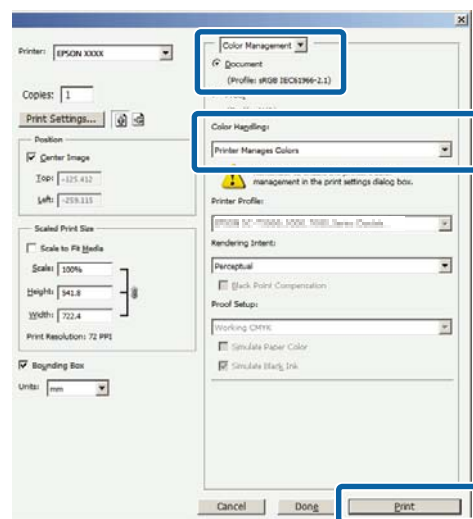 Printer: EPSON XXXX
Copies: 1
Print Settings...
Position
Center Image
Top: -125.412
Left: -259.115
Scaled Print Size
Scale to Fit Media
Scale: 100%
Height: 541.8
Width: 722.4
Print Resolution: 72 PPI
Bounding Box
Units: mm
Color Management
Document
(Profile: sRGB IEC61966-2.1)
Color Handling:
Printer Manages Colors
management in the print settings dialog box.
Printer Profile:
Rendering Intent:
Perceptual
Black Point Compensation
Proof Setup:
Working CMYK
Simulate Paper Color
Simulate Black Ink
Cancel
Done
Print